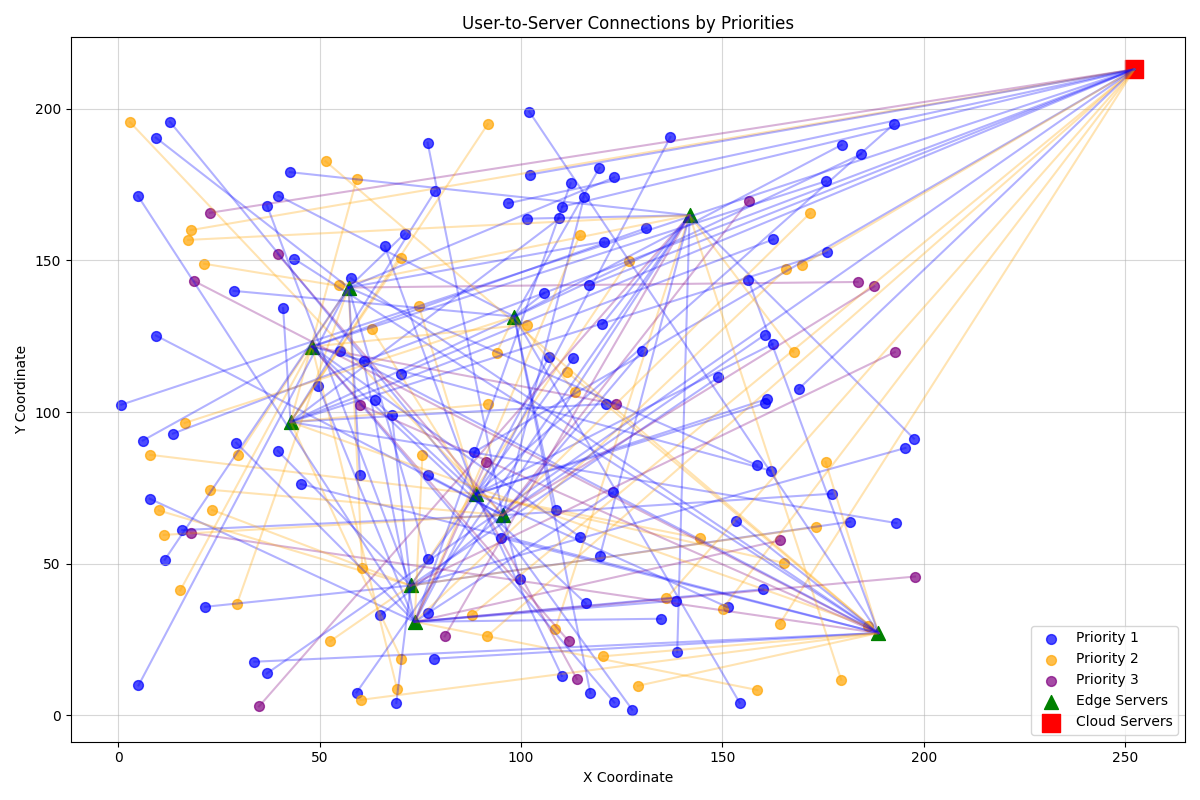 User-to-Server Connections by Priorities
Y Coordinate
200
150
100
50
0
0 50 100 150 200 250
X Coordinate
Priority 1
Priority 2
Priority 3
Edge Servers
Cloud Servers